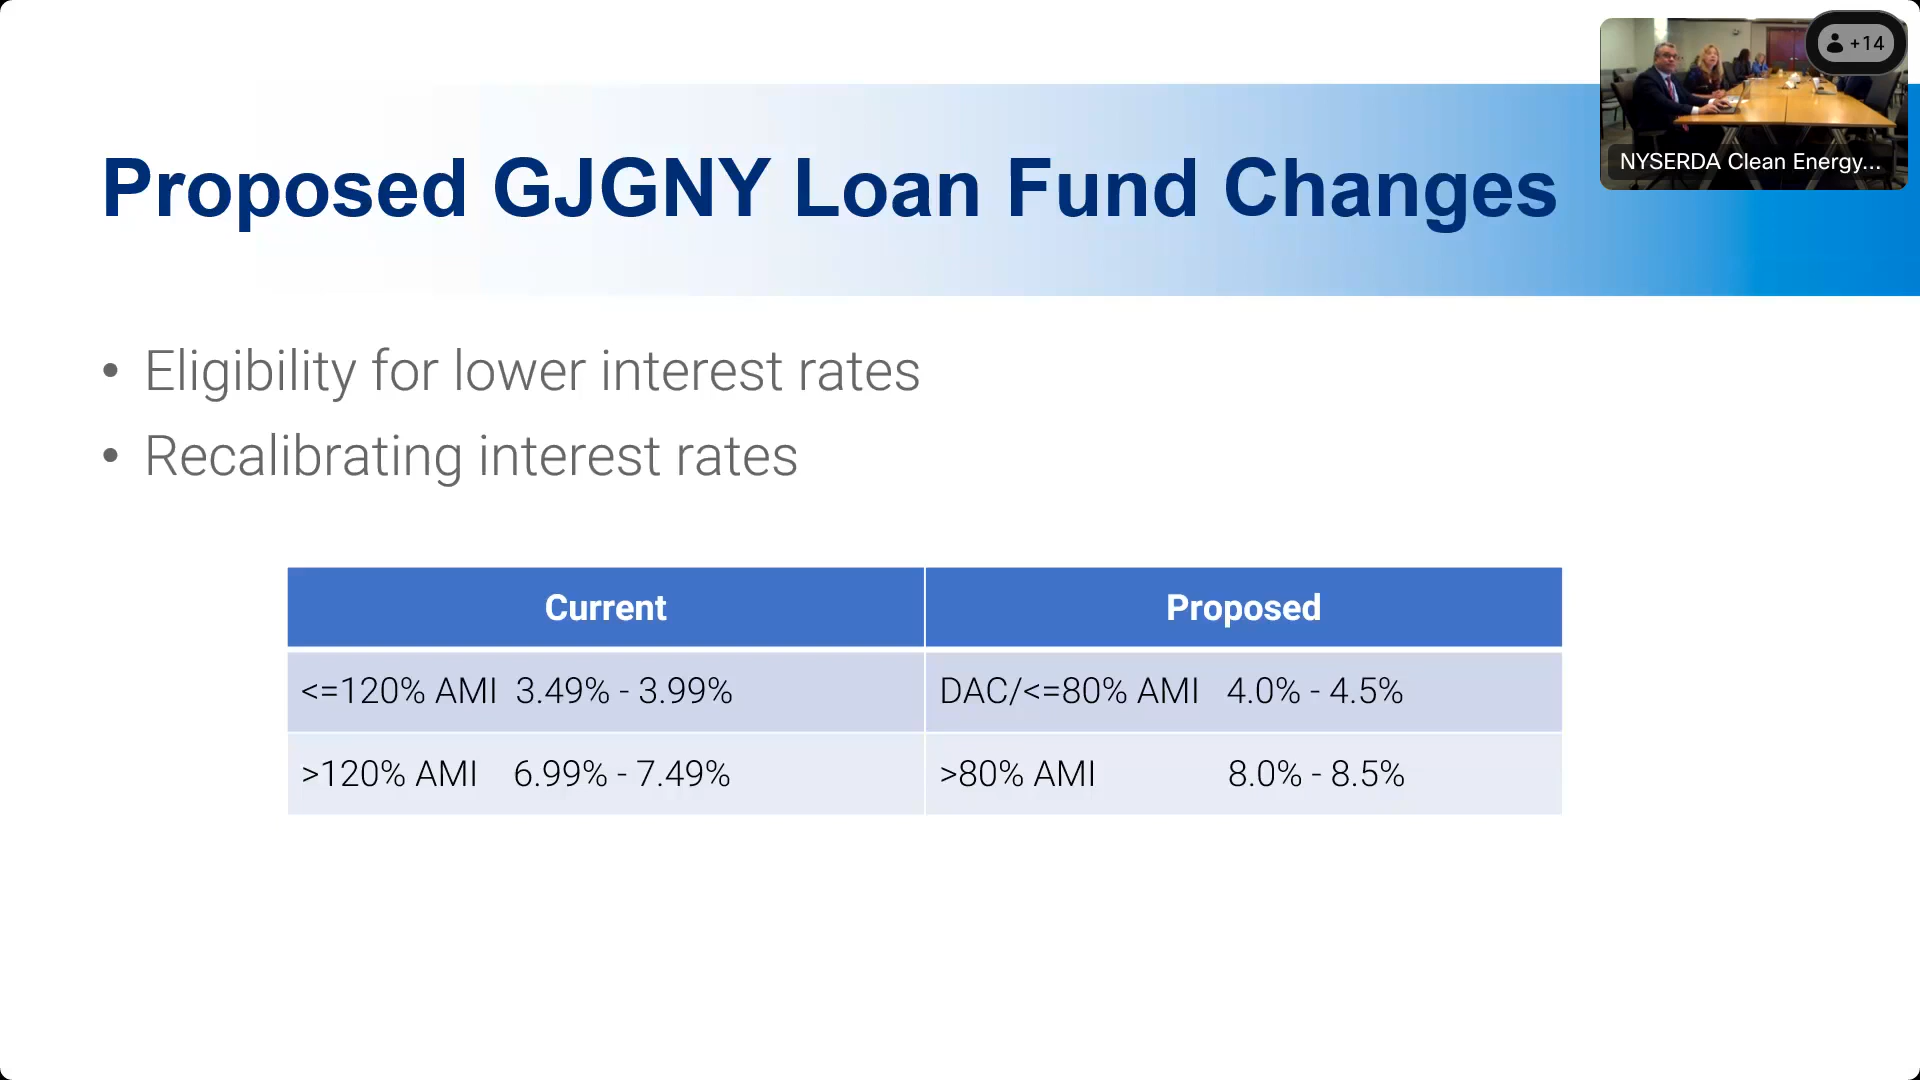 +14
NYSERDA Clean Energy...
Proposed GJGNY Loan Fund Changes
• Eligibility for lower interest rates
• Recalibrating interest rates
Current Proposed
<=120% AMI 3.49% - 3.99% DAC/<=80% AMI 4.0% - 4.5%
>120% AMI 6.99% - 7.49% >80% AMI 8.0% - 8.5%